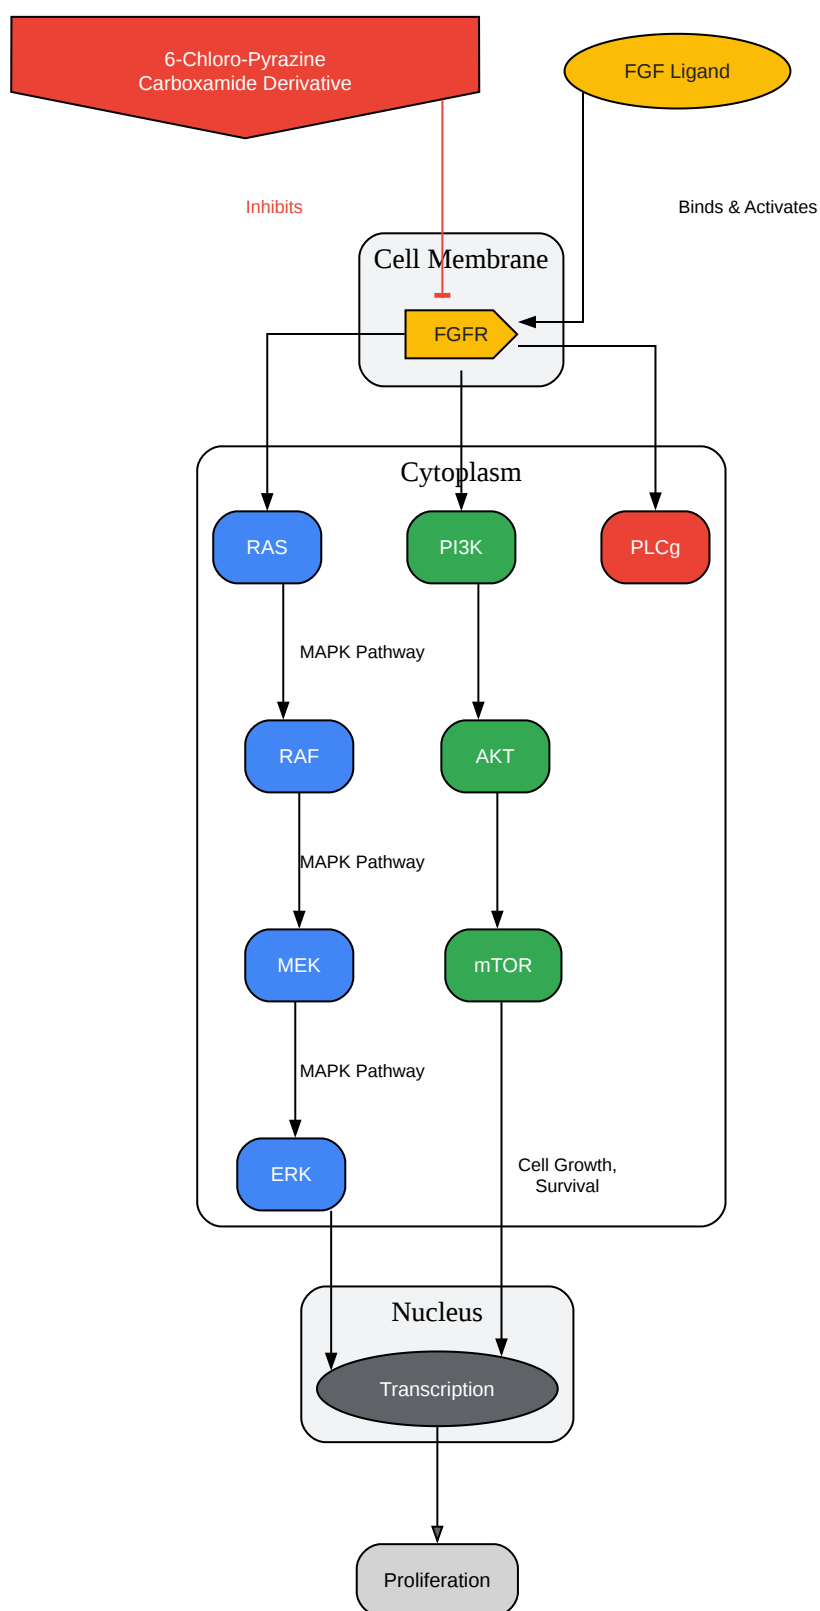 6-Chloro-Pyrazine
Carboxamide Derivative
FGF Ligand
Inhibits
Binds & Activates
Cell Membrane
FGFR
Cytoplasm
RAS
PI3K
PLCg
MAPK Pathway
RAF
AKT
MAPK Pathway
MEK
mTOR
MAPK Pathway
Cell Growth,
Survival
ERK
Nucleus
Transcription
Proliferation